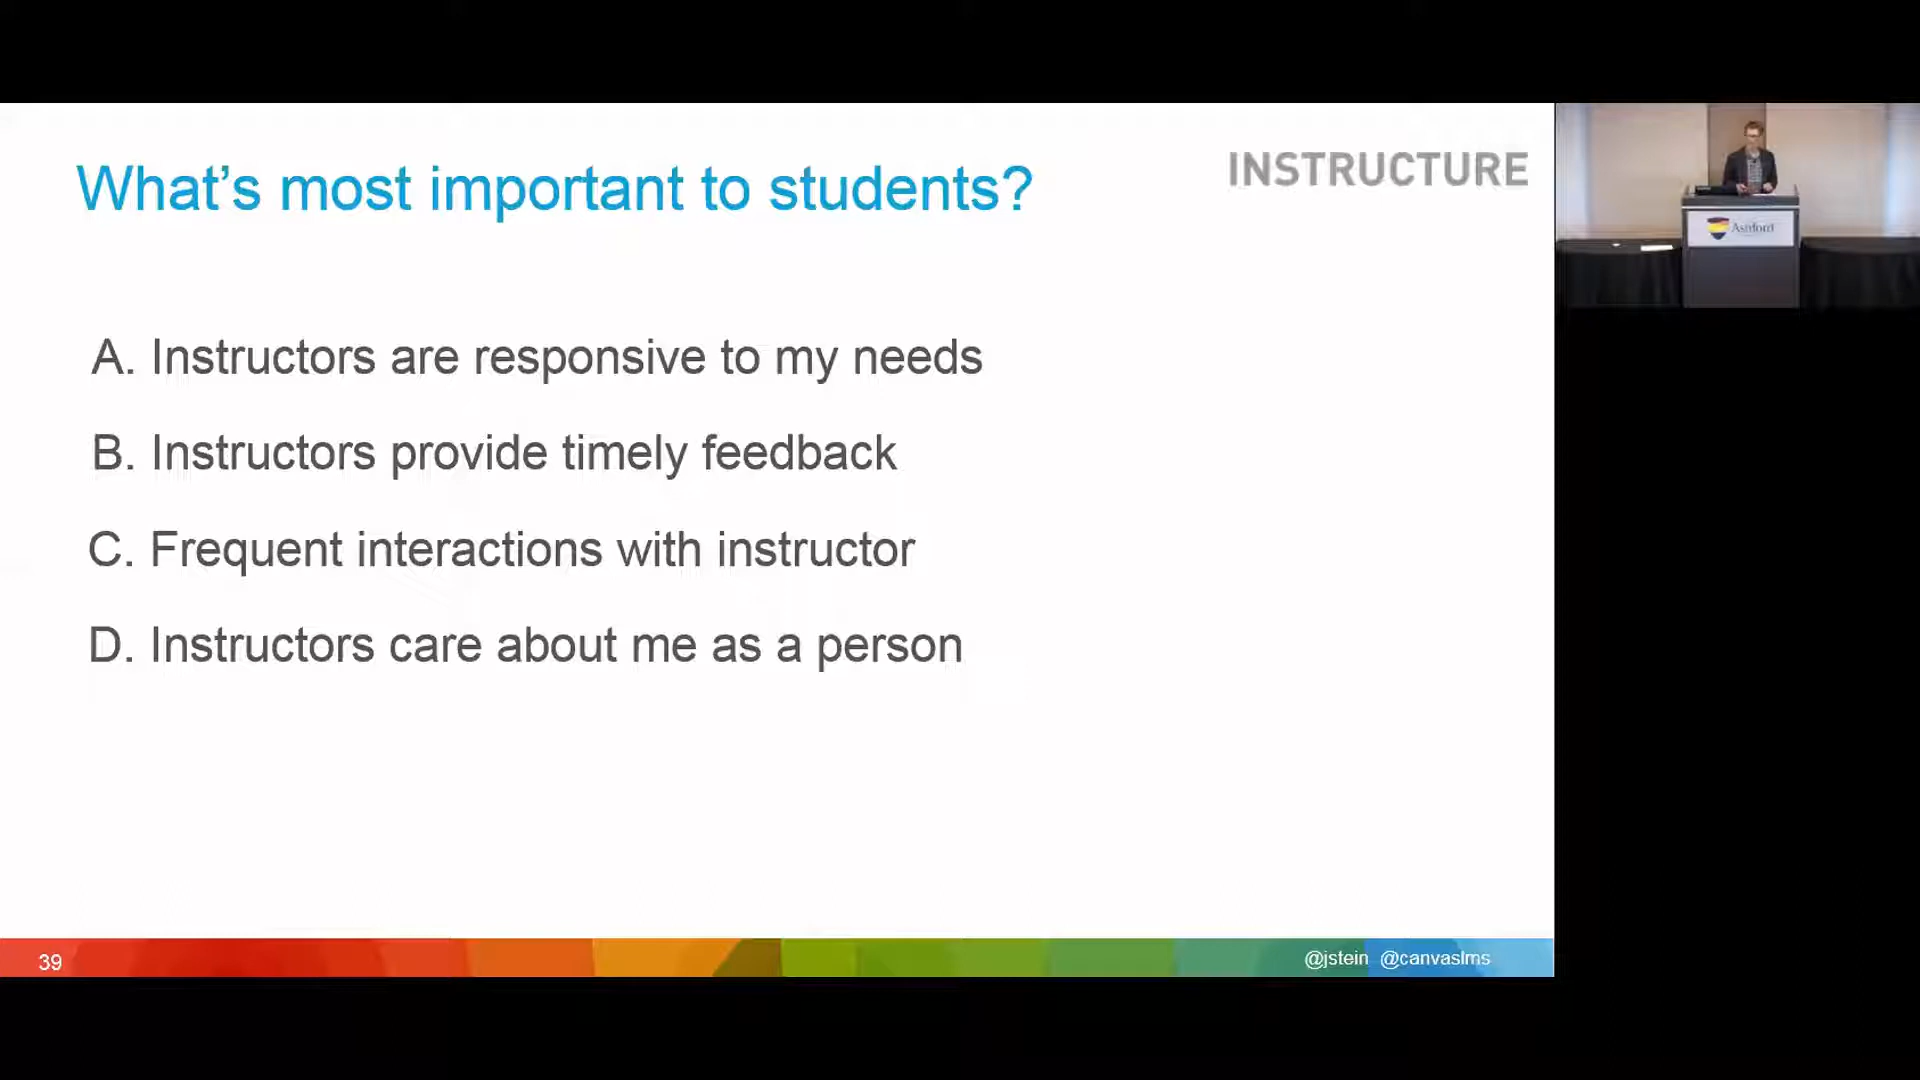 What's most important to students?
INSTRUCTURE
Ashford
A. Instructors are responsive to my needs
B. Instructors provide timely feedback
C. Frequent interactions with instructor
D. Instructors care about me as a person
39
@jstein @canvaslms